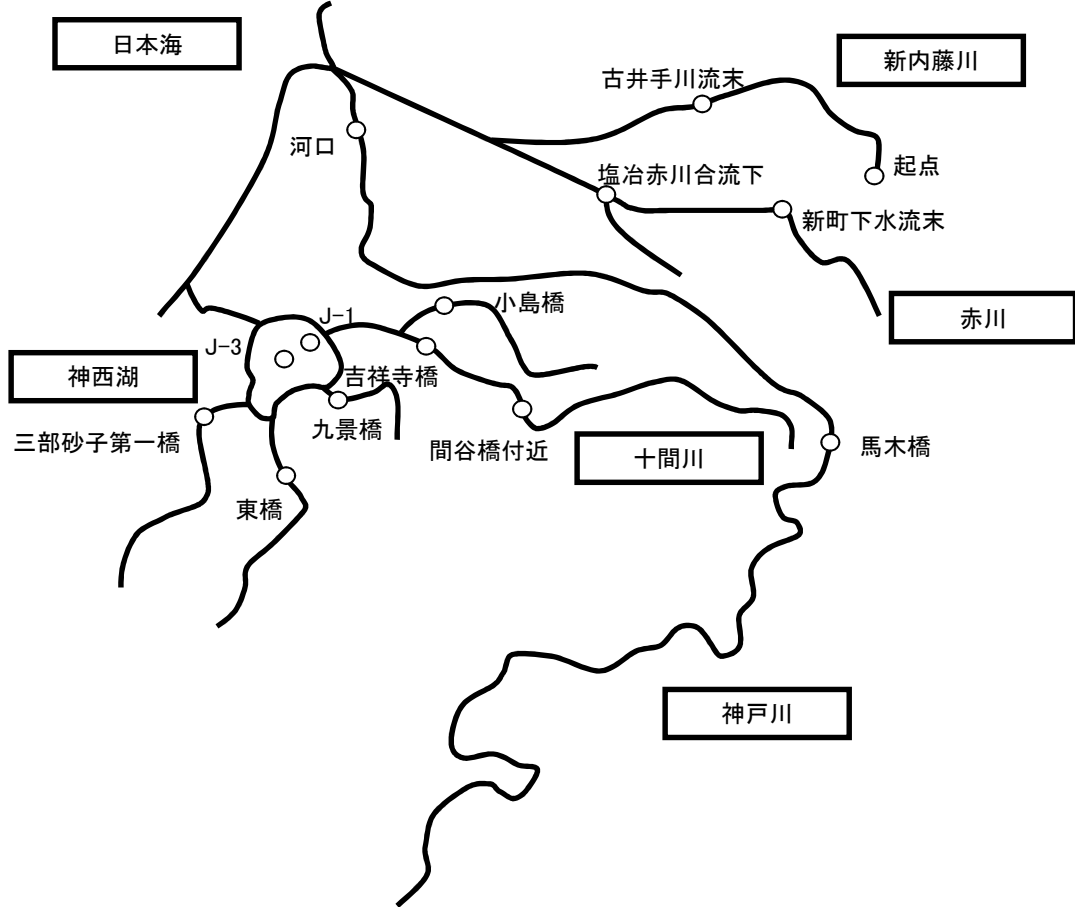 日本海
新内藤川
古井手川流末
河口
起点
塩冶赤川合流下
新町下水流末
小島橋
赤川
J-1
J-3
神西湖
吉祥寺橋
九景橋
三部砂子第一橋
間谷橋付近
十間川
馬木橋
東橋
神戸川